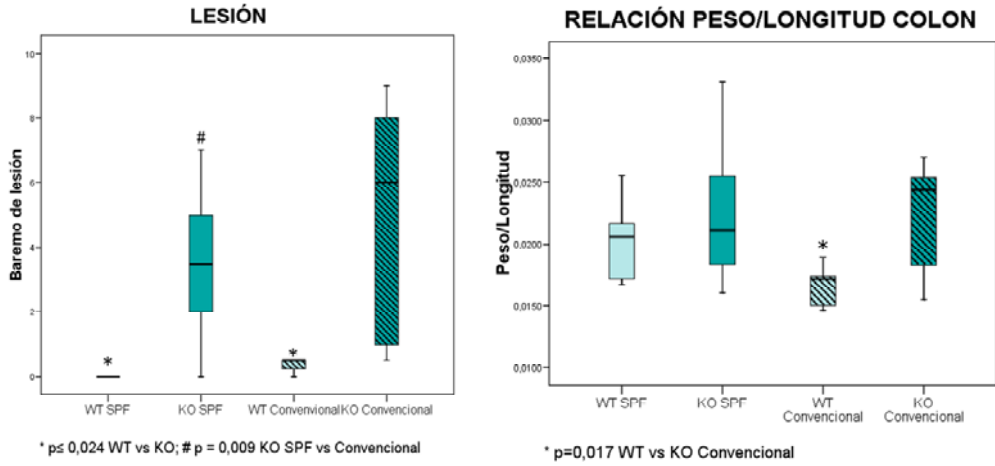 LESIÓN
Baremo de lesión
10
8
6
4
2
0
*
#
*
WT SPF
KO SPF
WT Convenvional
KO Convencional
* p≤ 0,024 WT vs KO; # p = 0,009 KO SPF vs Convencional
RELACIÓN PESO/LONGITUD COLON
Peso/Longitud
0,0350
0,0300
0,0250
0,0200
0,0150
0,0100
*
WT SPF
KO SPF
WT
Convencional
KO
Convencional
* p=0,017 WT vs KO Convencional